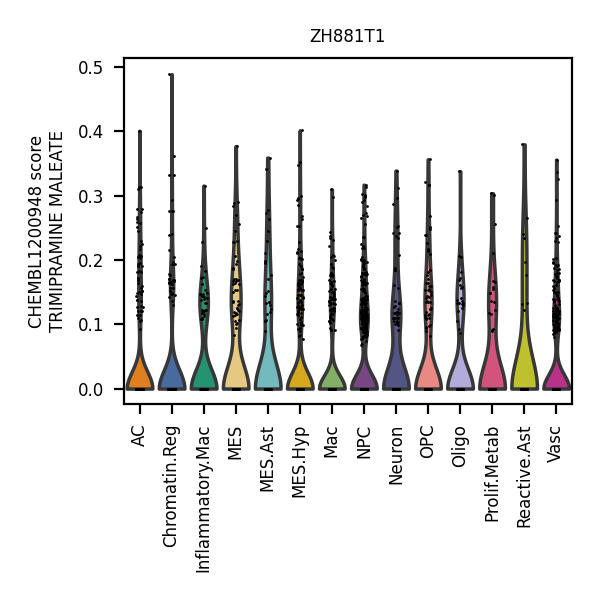 ZH881T1
CHEMBL1200948 score
TRIMIPRAMINE MALEATE
0.5
0.4
0.3
0.2
0.1
0.0
AC
Chromatin.Reg
Inflammatory.Mac
MES
MES.Ast
MES.Hyp
Mac
NPC
Neuron
OPC
Oligo
Prolif.Metab
Reactive.Ast
Vasc